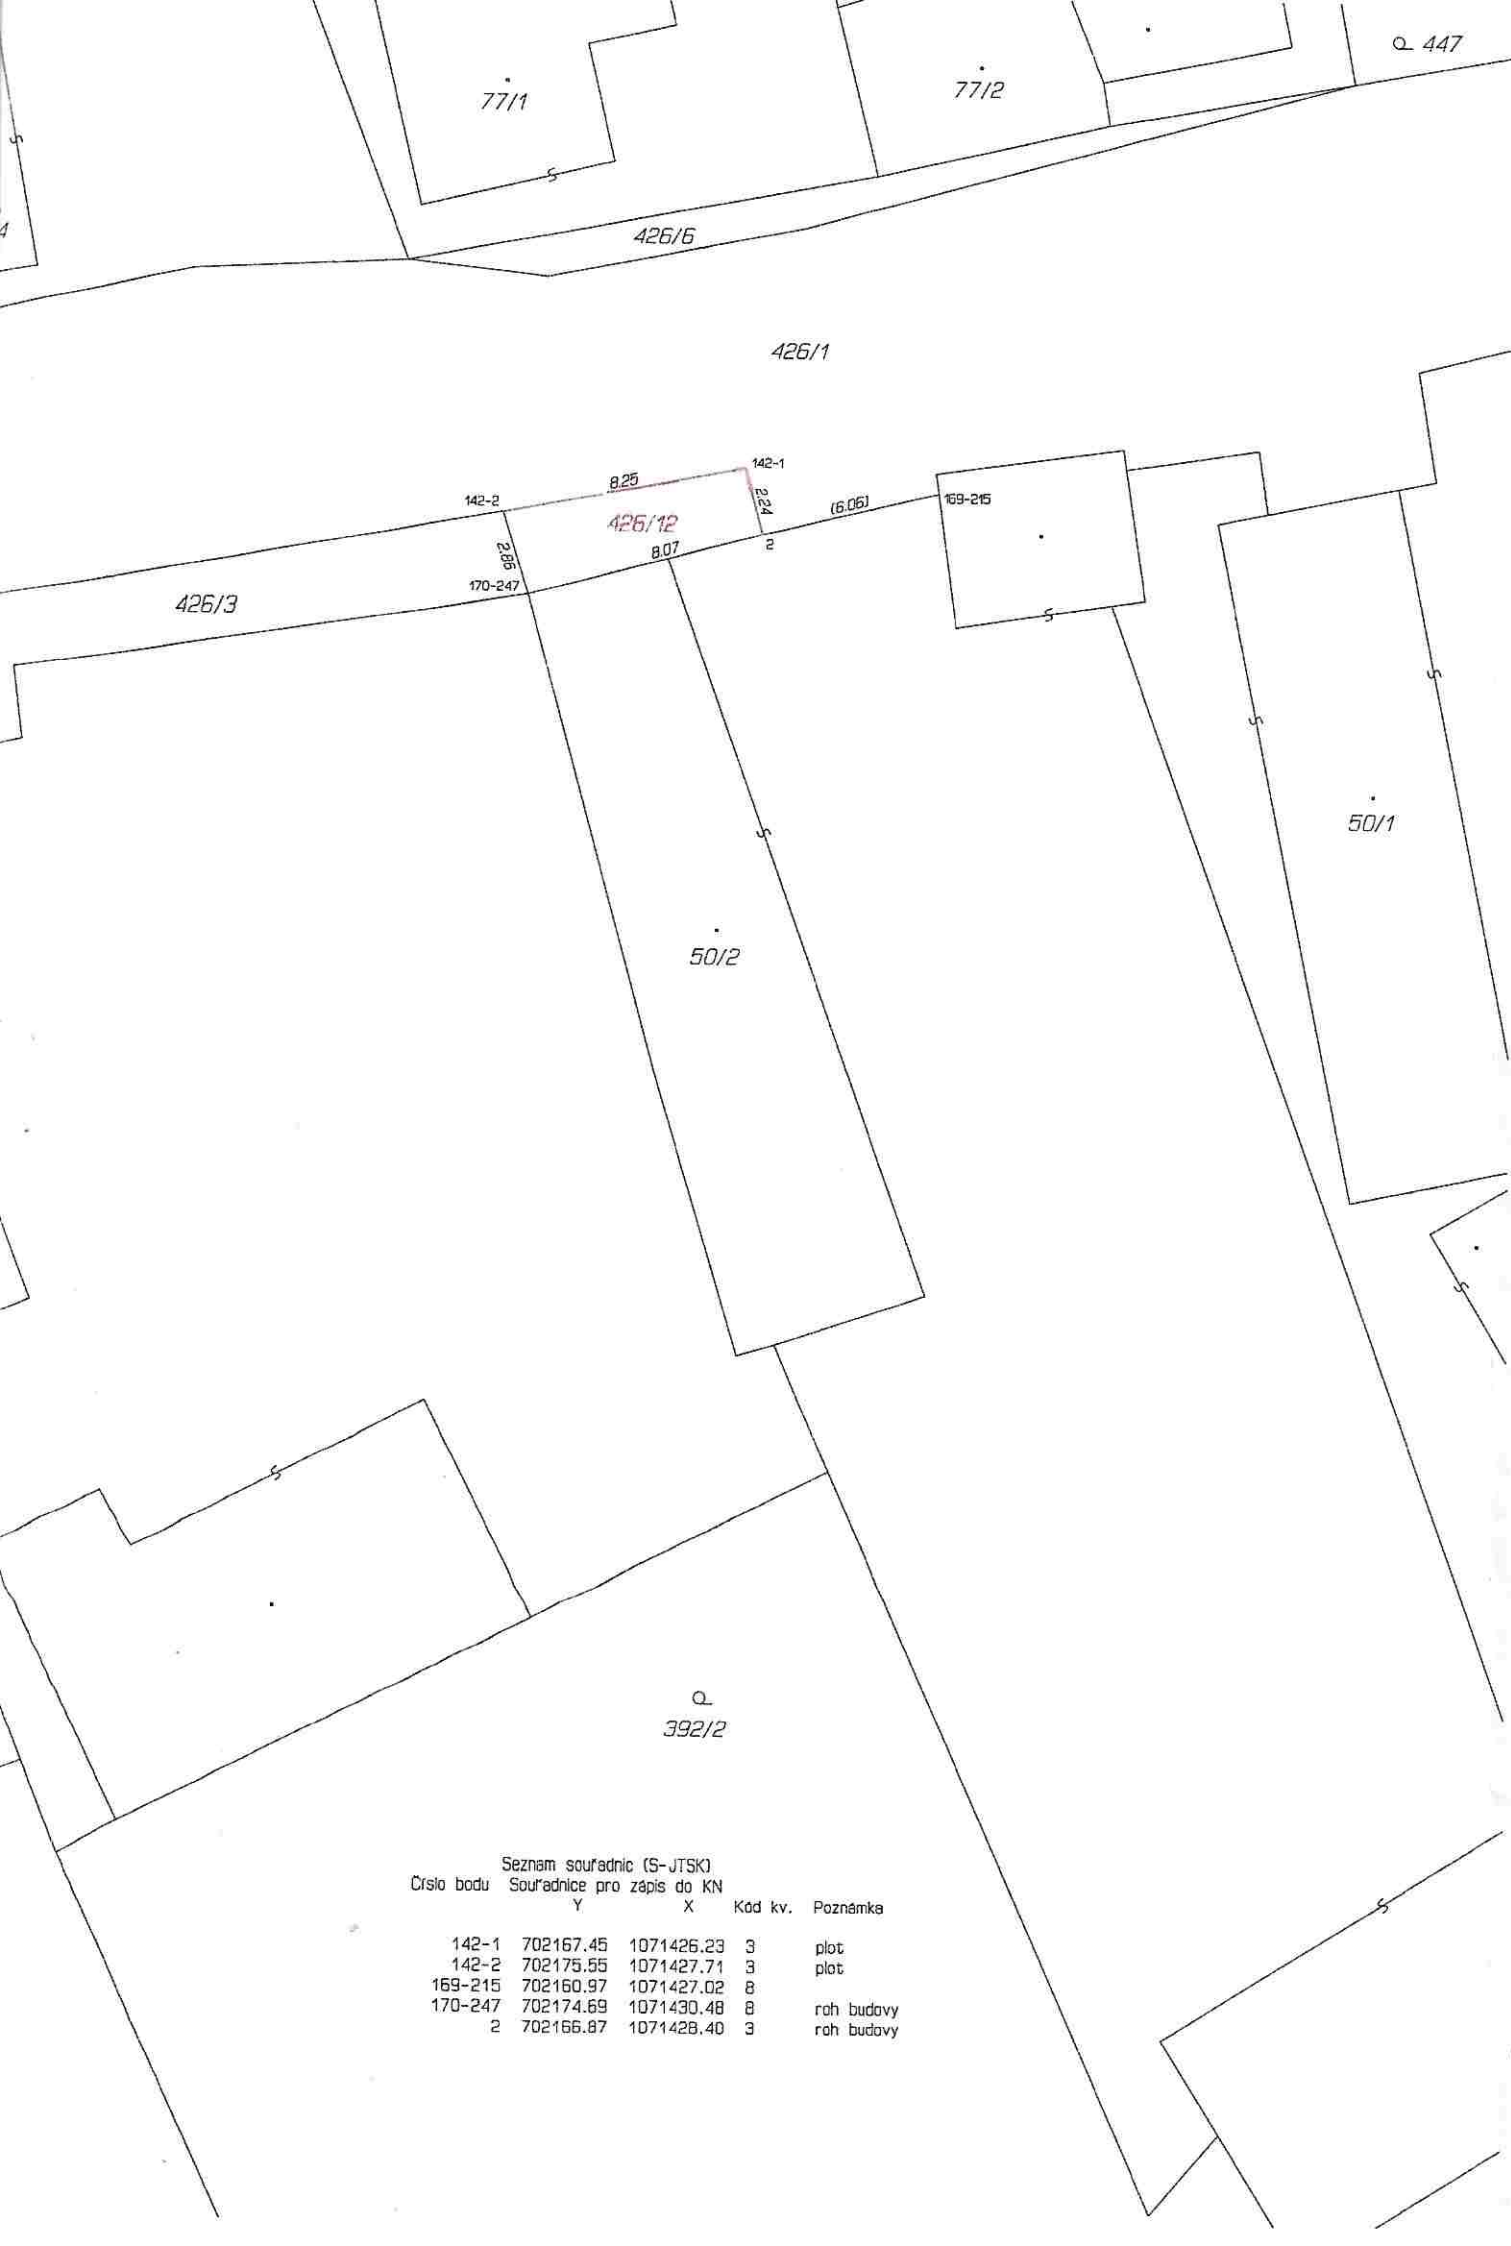 447
77/1
77/2
4
426/6
426/1
142-1
8.25
142-2
2.24
169-215
(6.06)
426/12
2
2.86
8.07
170-247
426/3
50/1
50/2
392/2
Seznam souřadnic (S-JTSK)
Číslo bodu Souřadnice pro zápis do KN
Y X Kód kv. Poznámka
142-1 702167.45 1071426.23 3 plot
142-2 702175.55 1071427.71 3 plot
169-215 702160.97 1071427.02 8
170-247 702174.69 1071430.48 8 roh budovy
2 702166.87 1071428.40 3 roh budovy